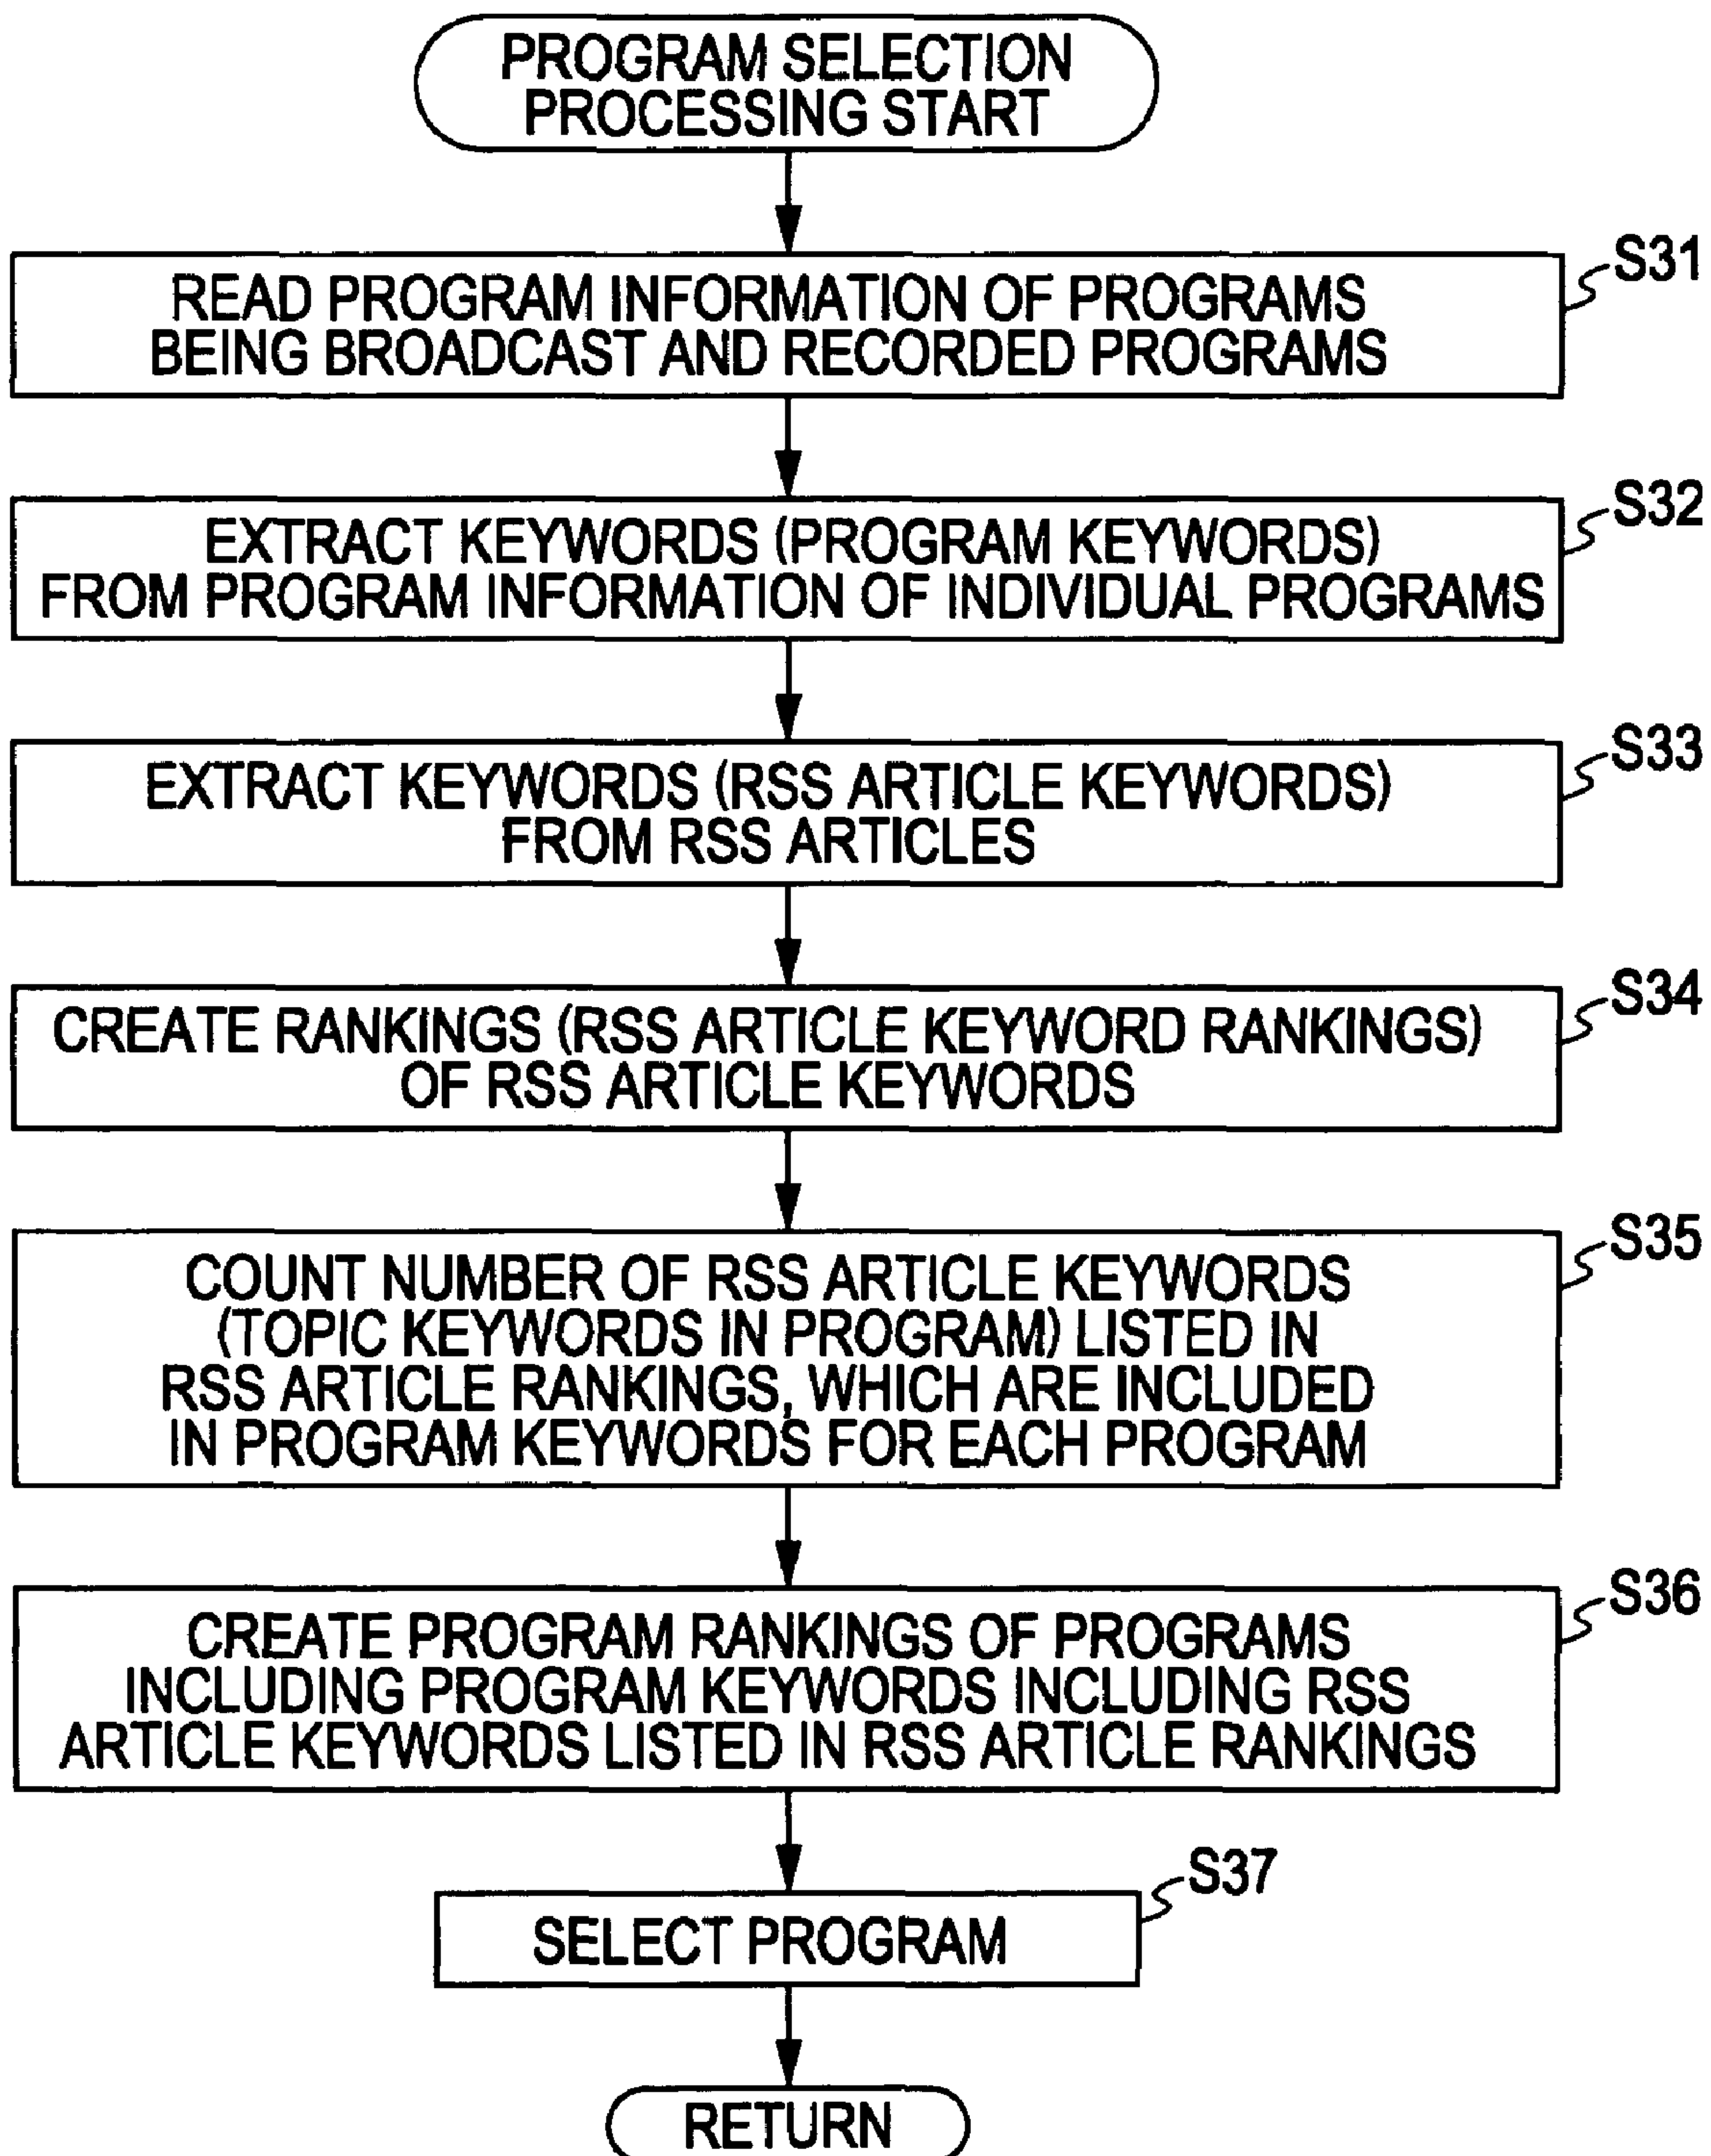 PROGRAM SELECTION
PROCESSING START
S31
READ PROGRAM INFORMATION OF PROGRAMS
BEING BROADCAST AND RECORDED PROGRAMS
S32
EXTRACT KEYWORDS (PROGRAM KEYWORDS)
FROM PROGRAM INFORMATION OF INDIVIDUAL PROGRAMS
S33
EXTRACT KEYWORDS (RSS ARTICLE KEYWORDS)
FROM RSS ARTICLES
S34
CREATE RANKINGS (RSS ARTICLE KEYWORD RANKINGS)
OF RSS ARTICLE KEYWORDS
S35
COUNT NUMBER OF RSS ARTICLE KEYWORDS
(TOPIC KEYWORDS IN PROGRAM) LISTED IN
RSS ARTICLE RANKINGS, WHICH ARE INCLUDED
IN PROGRAM KEYWORDS FOR EACH PROGRAM
S36
CREATE PROGRAM RANKINGS OF PROGRAMS
INCLUDING PROGRAM KEYWORDS INCLUDING RSS
ARTICLE KEYWORDS LISTED IN RSS ARTICLE RANKINGS
S37
SELECT PROGRAM
RETURN